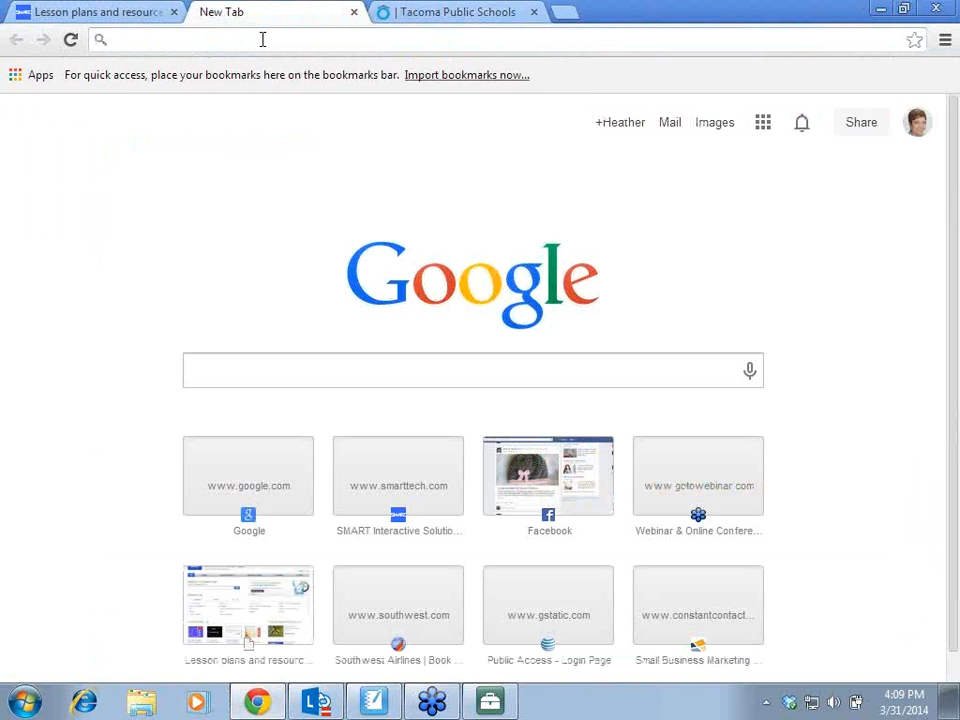 Lesson plans and resource
New Tab
| Tacoma Public Schools
Apps For quick access, place your bookmarks here on the bookmarks bar. Import bookmarks now...
+Heather Mail Images Share
Google
www.google.com
www.smarttech.com
www.gotowebinar.com
Google
SMART Interactive Solutio...
Facebook
Webinar & Online Confere...
www.southwest.com
www.gstatic.com
www.constantcontact...
Lesson plans and resourc...
Southwest Airlines | Book ...
Public Access - Login Page
Small Business Marketing ...
4:09 PM
3/31/2014